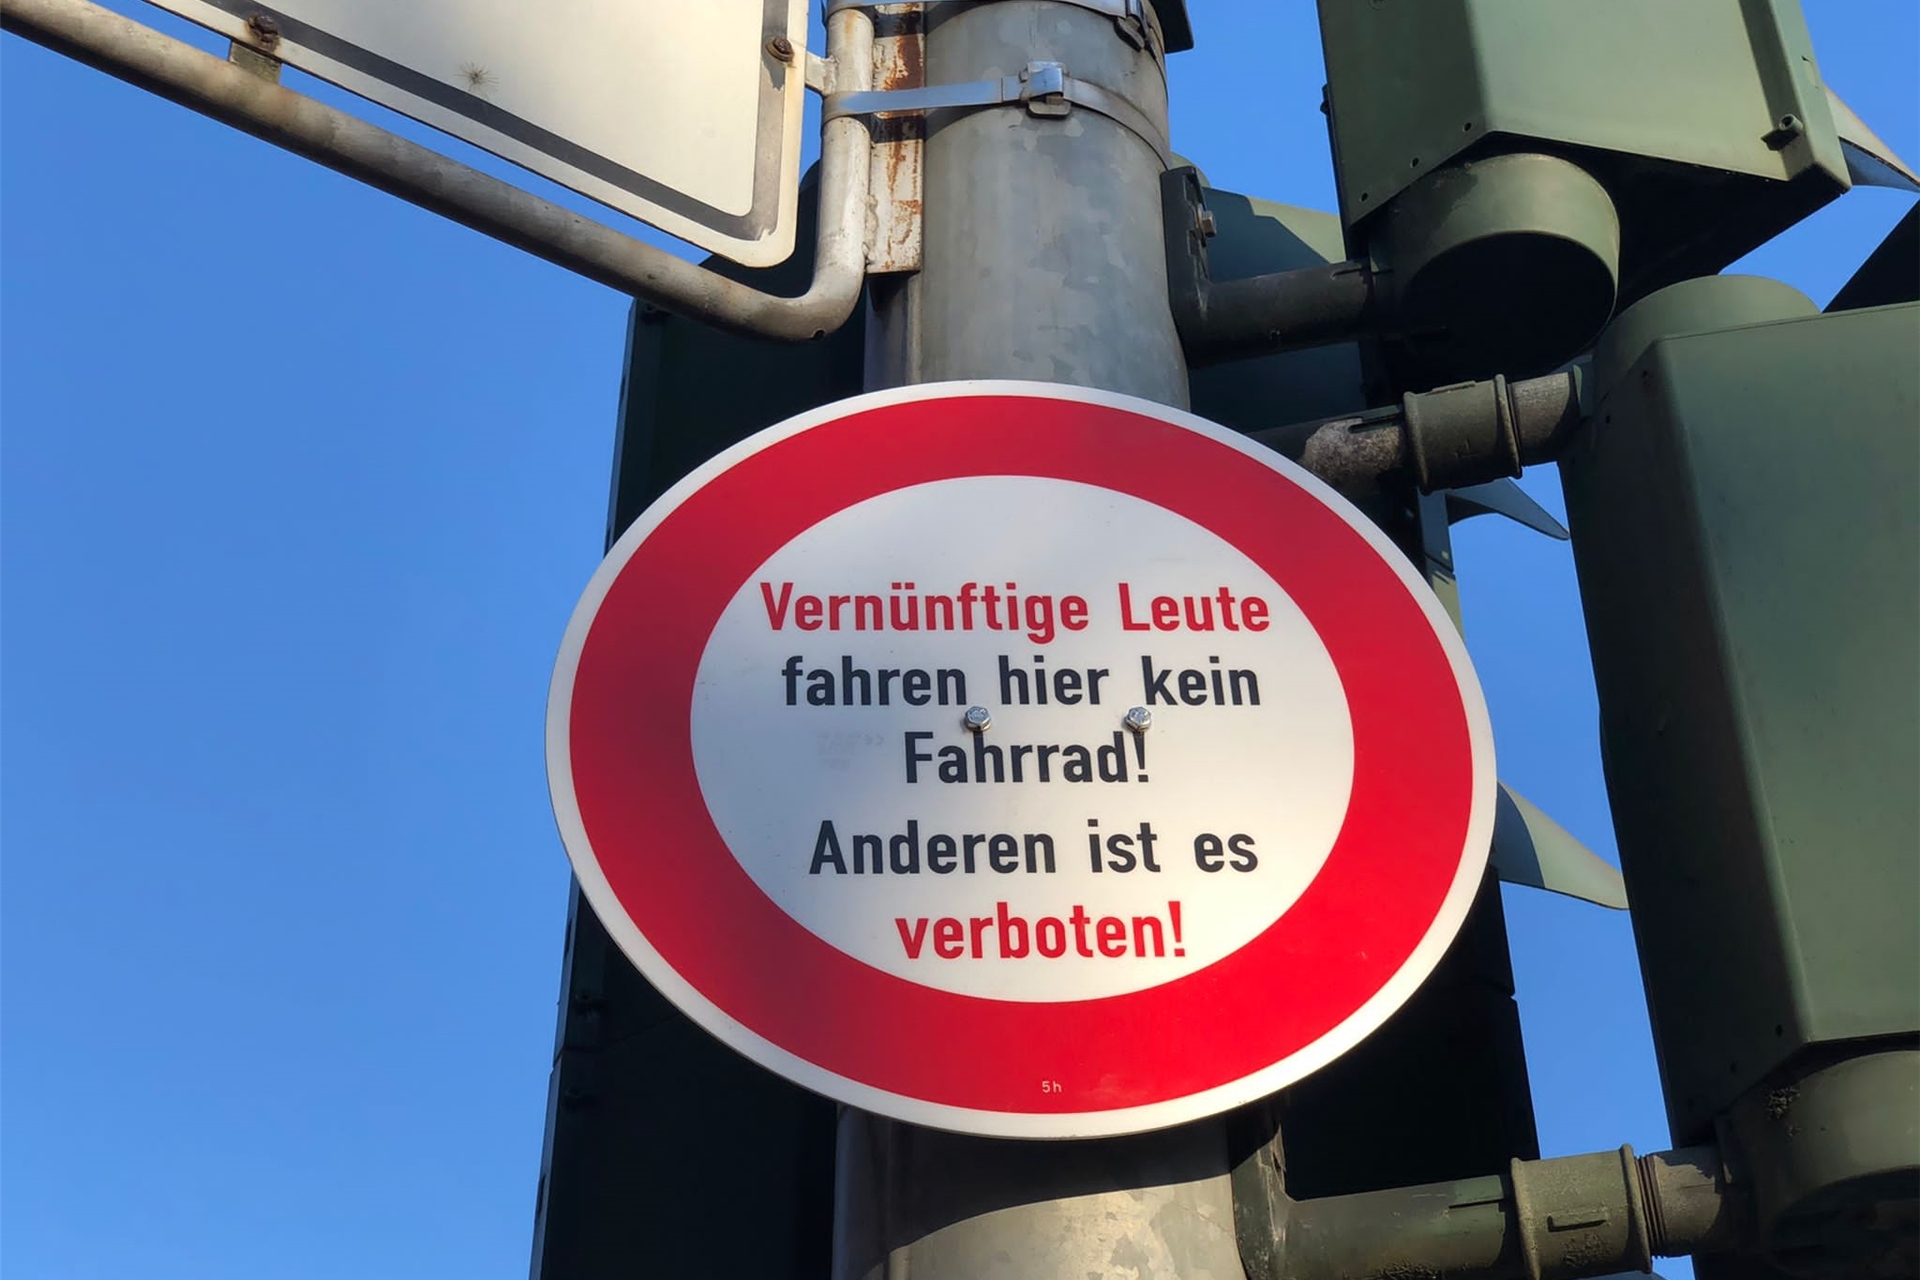 Vernünftige Leute
fahren hier kein
Fahrrad!
Anderen ist es
verboten!
5h